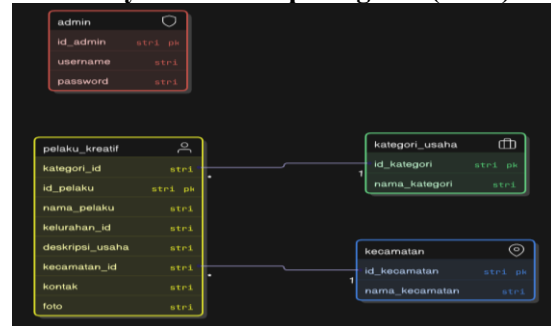 admin
id_admin stri pk
username stri
password stri
pelaku_kreatif
kategori_id stri
id_pelaku stri pk
nama_pelaku stri
kelurahan_id stri
deskripsi_usaha stri
kecamatan_id stri
kontak stri
foto stri
kategori_usaha
id_kategori stri pk
nama_kategori stri
1
kecamatan
id_kecamatan stri pk
nama_kecamatan stri
1